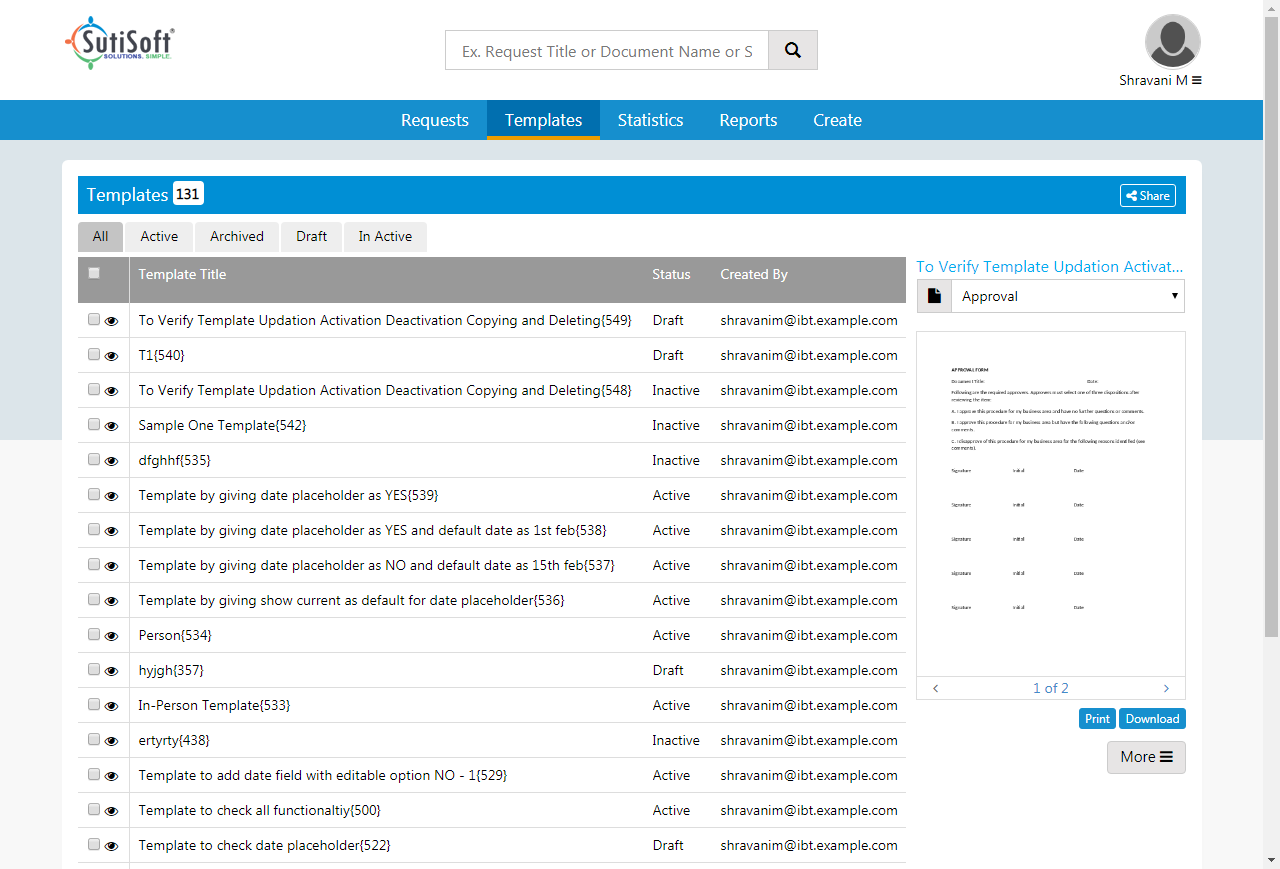 SutiSoft®
SOLUTIONS. SIMPLE.
Ex. Request Title or Document Name or S
Shravani M
Requests Templates Statistics Reports Create
Templates 131 Share
All Active Archived Draft In Active
Template Title Status Created By
To Verify Template Updation Activation Deactivation Copying and Deleting{549} Draft shravanim@ibt.example.com
T1{540} Draft shravanim@ibt.example.com
To Verify Template Updation Activation Deactivation Copying and Deleting{548} Inactive shravanim@ibt.example.com
Sample One Template{542} Inactive shravanim@ibt.example.com
dfghhf{535} Inactive shravanim@ibt.example.com
Template by giving date placeholder as YES{539} Active shravanim@ibt.example.com
Template by giving date placeholder as YES and default date as 1st feb{538} Active shravanim@ibt.example.com
Template by giving date placeholder as NO and default date as 15th feb{537} Active shravanim@ibt.example.com
Template by giving show current as default for date placeholder{536} Active shravanim@ibt.example.com
Person{534} Active shravanim@ibt.example.com
hyjgh{357} Draft shravanim@ibt.example.com
In-Person Template{533} Active shravanim@ibt.example.com
ertyrty{438} Inactive shravanim@ibt.example.com
Template to add date field with editable option NO - 1{529} Active shravanim@ibt.example.com
Template to check all functionaltiy{500} Active shravanim@ibt.example.com
Template to check date placeholder{522} Draft shravanim@ibt.example.com
To Verify Template Updation Activat...
Approval
APPROVAL FORM
Document Title: Date:
Following are the required approvers. Approvers must select one of three dispositions after
reviewing the item:
A. I approve this procedure for my business area and have no further questions or comments.
B. I approve this procedure for my business area but have the following questions and/or
comments.
C. I disapprove of this procedure for my business area for the following reasons identified (see
comments).
Signature Initial Date
Signature Initial Date
Signature Initial Date
Signature Initial Date
Signature Initial Date
1 of 2
Print Download
More